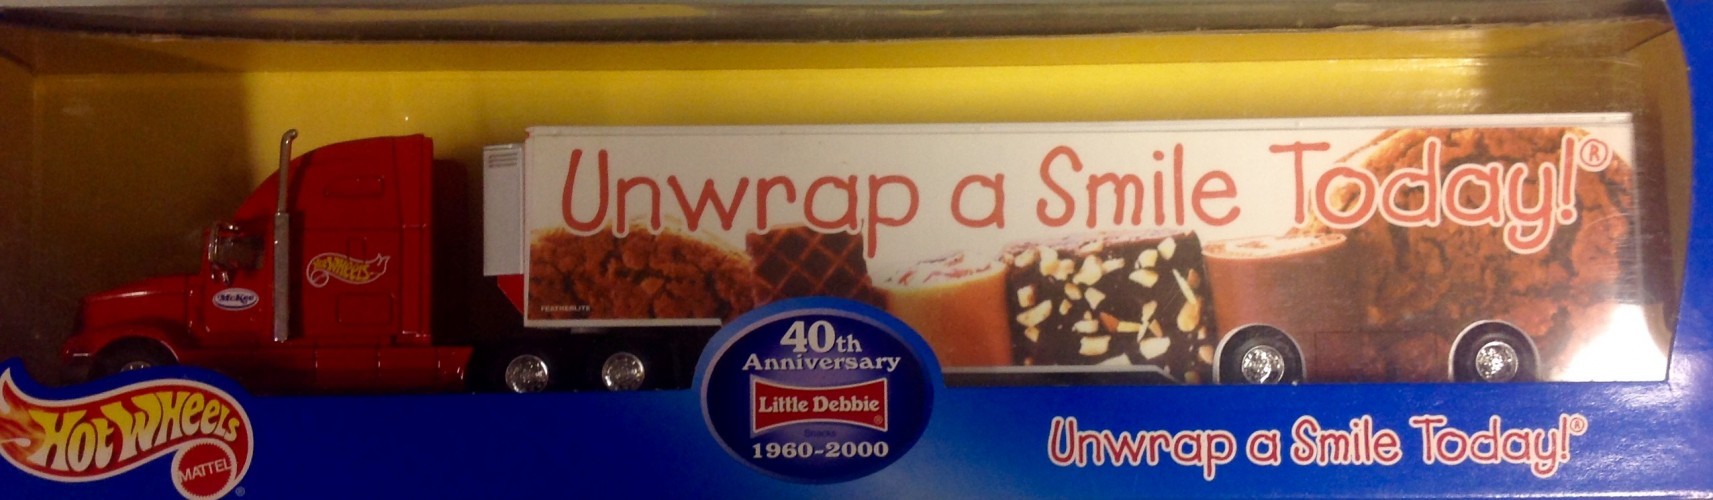 Unwrap a Smile Today!®
Hot Wheels
McKee
FEATHERLITE
40th
Anniversary
Little Debbie®
Snacks
1960-2000
Hot Wheels
MATTEL
®
Unwrap a Smile Today!®